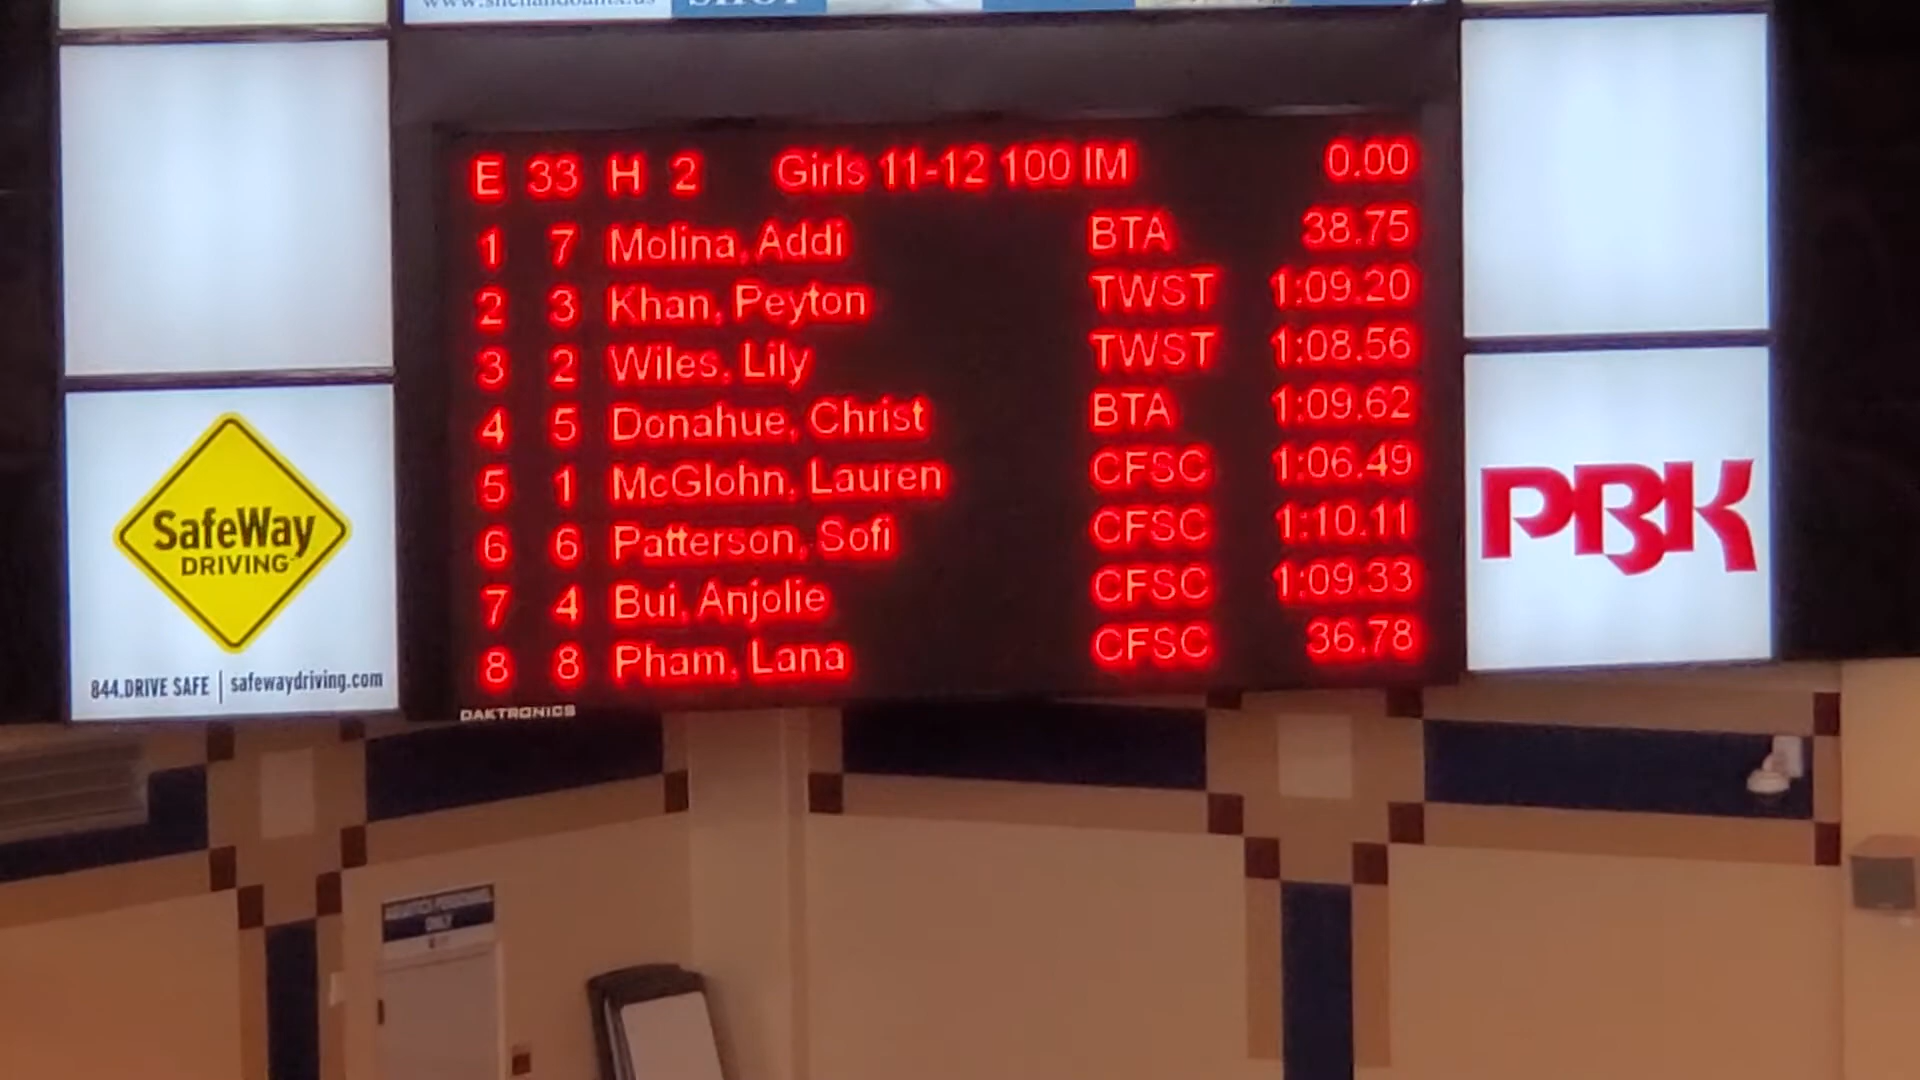 E 33 H 2 Girls 11-12 100 IM 0.00
1 7 Molina, Addi BTA 38.75
2 3 Khan, Peyton TWST 1:09.20
3 2 Wiles, Lily TWST 1:08.56
4 5 Donahue, Christ BTA 1:09.62
5 1 McGlohn, Lauren CFSC 1:06.49
6 6 Patterson, Sofi CFSC 1:10.11
7 4 Bui, Anjolie CFSC 1:09.33
8 8 Pham, Lana CFSC 36.78
DAKTRONICS
SafeWay
DRIVING
844.DRIVE SAFE | safewaydriving.com
PBK
ONLY